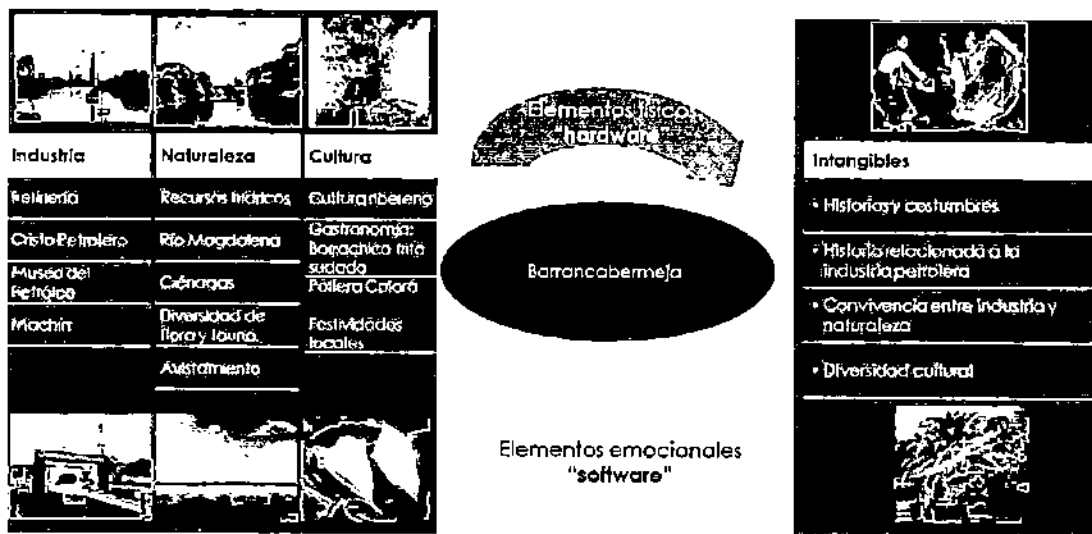 Industria
Naturaleza
Cultura
Refinería
Recursos hídricos
Cultura ribereña
Cristo Petrolero
Río Magdalena
Gastronomía:
Bocachico frito
sudado
Museo del
Petróleo
Ciénagas
Pollera Colorá
Machín
Diversidad de
flora y fauna.
Festividades
locales
Avistamiento
Elementos físicos
"hardware"
Barrancabermeja
Elementos emocionales
"software"
Intangibles
• Historias y costumbres
• Historia relacionada a la
industria petrolera
• Convivencia entre industria y
naturaleza
• Diversidad cultural